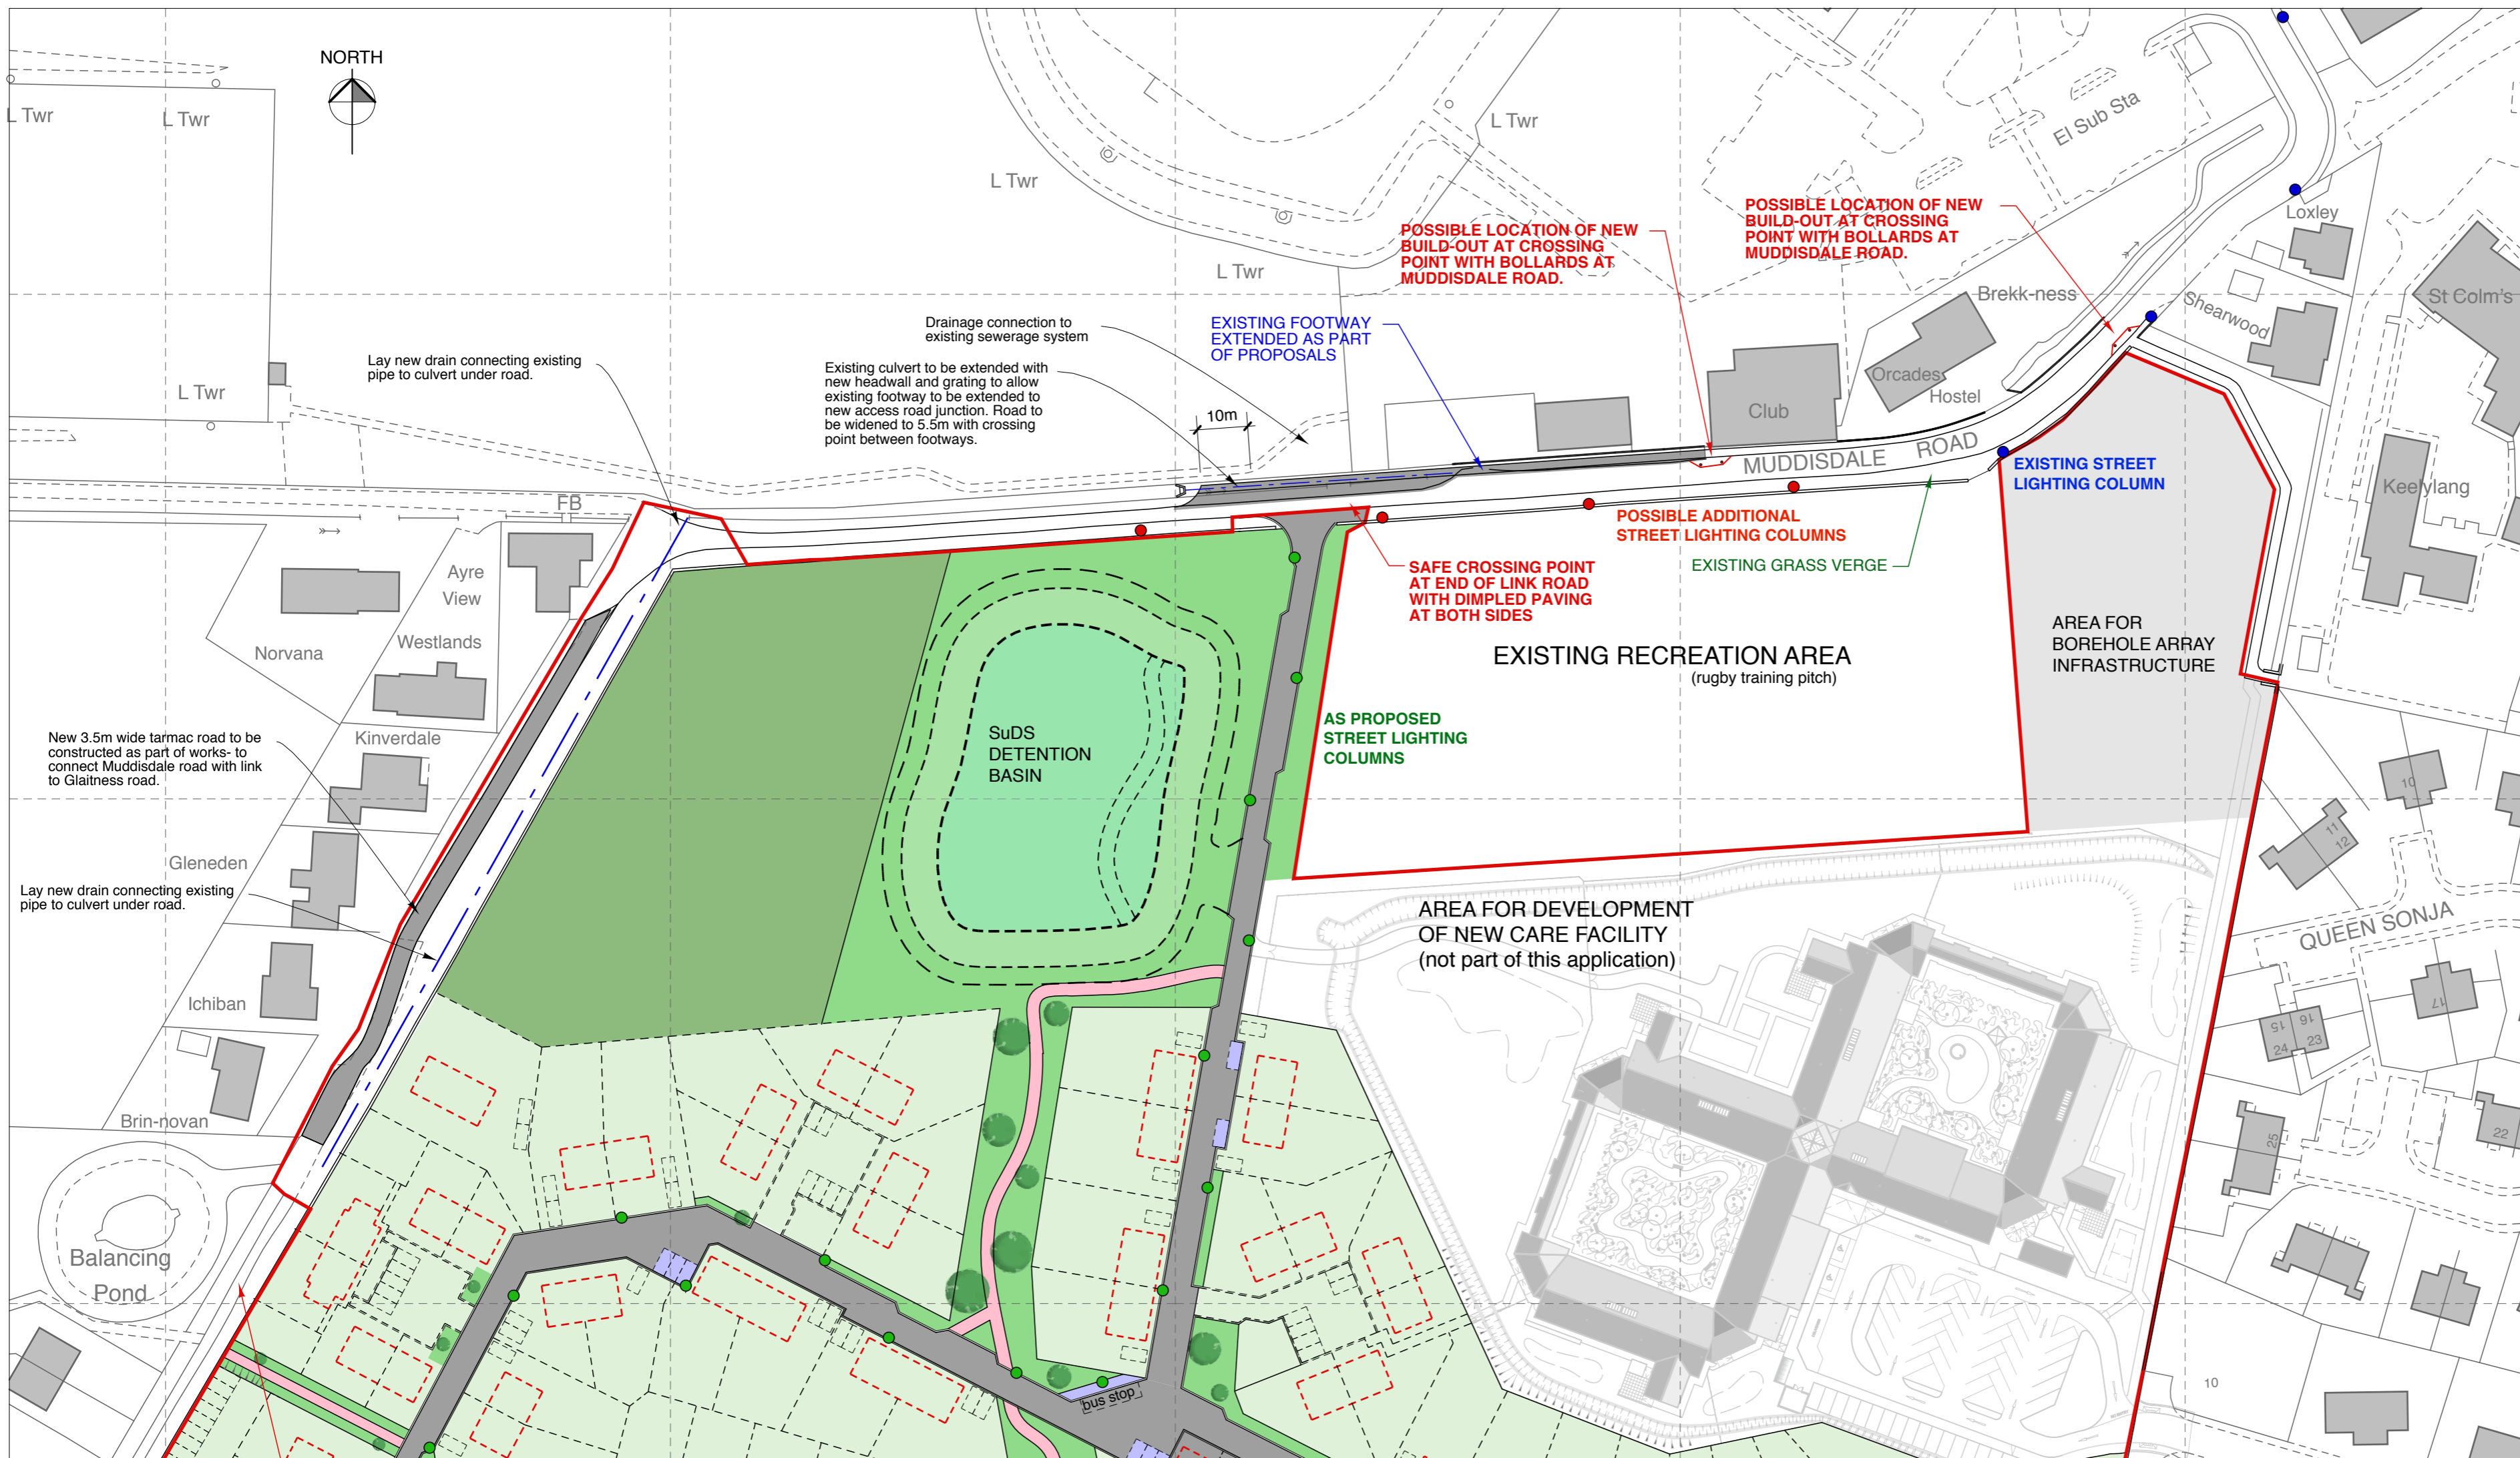 NORTH
L Twr
L Twr
L Twr
L Twr
L Twr
L Twr
El Sub Sta
Loxley
Shearwood
St Colm's
Brekk-ness
Orcades
Hostel
Club
Keelylang
POSSIBLE LOCATION OF NEW
BUILD-OUT AT CROSSING
POINT WITH BOLLARDS AT
MUDDISDALE ROAD.
POSSIBLE LOCATION OF NEW
BUILD-OUT AT CROSSING
POINT WITH BOLLARDS AT
MUDDISDALE ROAD.
Drainage connection to
existing sewerage system
EXISTING FOOTWAY
EXTENDED AS PART
OF PROPOSALS
Lay new drain connecting existing
pipe to culvert under road.
Existing culvert to be extended with
new headwall and grating to allow
existing footway to be extended to
new access road junction. Road to
be widened to 5.5m with crossing
point between footways.
10m
MUDDISDALE ROAD
EXISTING STREET
LIGHTING COLUMN
POSSIBLE ADDITIONAL
STREET LIGHTING COLUMNS
EXISTING GRASS VERGE
SAFE CROSSING POINT
AT END OF LINK ROAD
WITH DIMPLED PAVING
AT BOTH SIDES
FB
Ayre
View
Westlands
Norvana
Kinverdale
Gleneden
Ichiban
Brin-novan
Balancing
Pond
New 3.5m wide tarmac road to be
constructed as part of works- to
connect Muddisdale road with link
to Glaitness road.
Lay new drain connecting existing
pipe to culvert under road.
SuDS
DETENTION
BASIN
AS PROPOSED
STREET LIGHTING
COLUMNS
EXISTING RECREATION AREA
(rugby training pitch)
AREA FOR
BOREHOLE ARRAY
INFRASTRUCTURE
AREA FOR DEVELOPMENT
OF NEW CARE FACILITY
(not part of this application)
QUEEN SONJA
10
11
12
17
15
16
24
23
25
22
10
bus stop